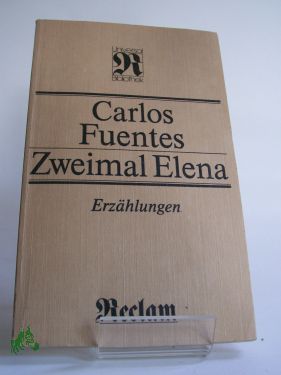 Universal
Bibliothek
Carlos
Fuentes
Zweimal Elena
Erzählungen
Reclam